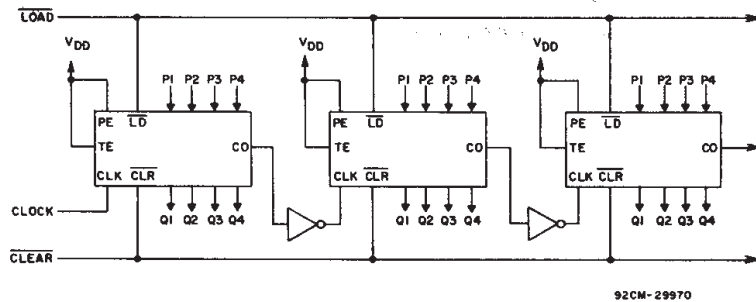 LOAD
VDD VDD VDD
P1 P2 P3 P4 P1 P2 P3 P4 P1 P2 P3 P4
PE LD PE LD PE LD
TE CO TE CO TE CO
CLK CLR CLK CLR CLK CLR
CLOCK Q1 Q2 Q3 Q4 Q1 Q2 Q3 Q4 Q1 Q2 Q3 Q4
CLEAR
92CM-29970